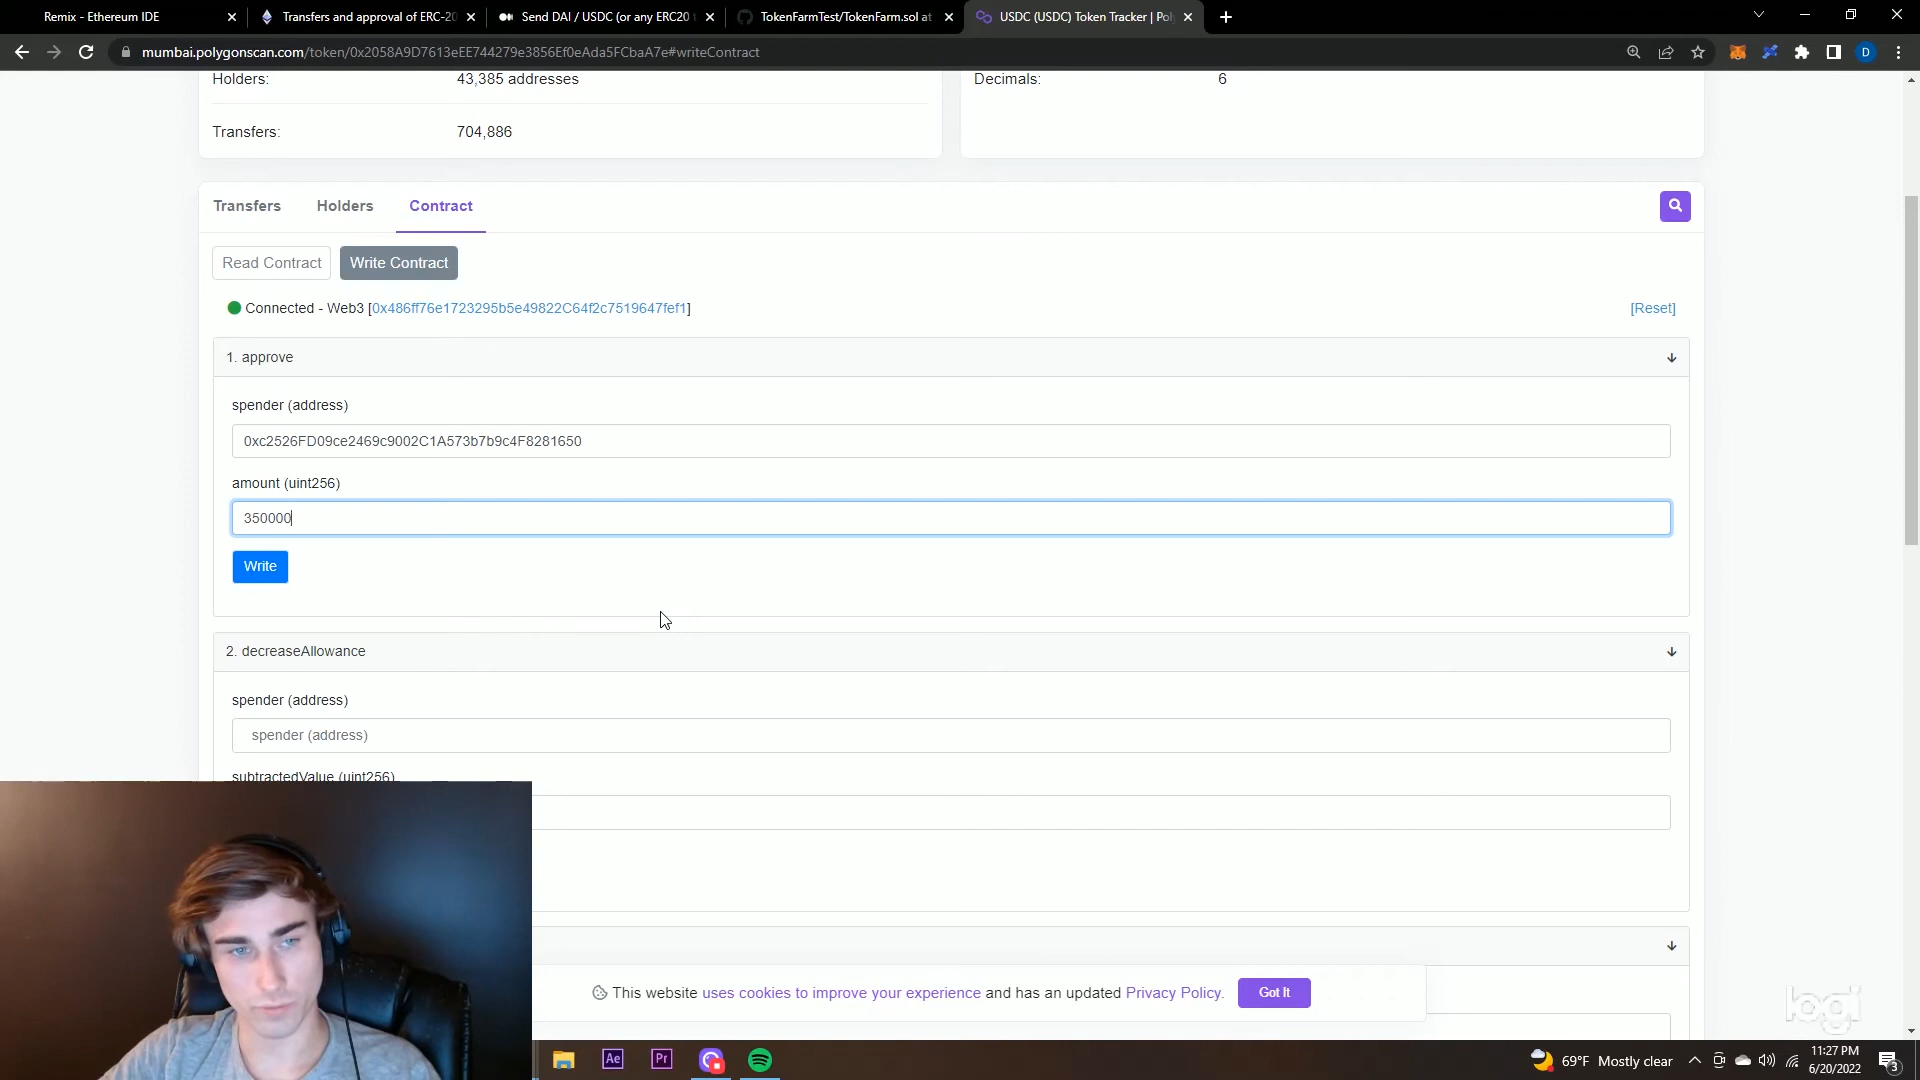 Remix - Ethereum IDE
Transfers and approval of ERC-20
Send DAI / USDC (or any ERC20 t
TokenFarmTest/TokenFarm.sol at
USDC (USDC) Token Tracker | Pol
mumbai.polygonscan.com/token/0x2058A9D7613eEE744279e3856Ef0eAda5FCbaA7e#writeContract
D
Holders: 43,385 addresses
Decimals: 6
Transfers: 704,886
Transfers
Holders
Contract
Read Contract
Write Contract
Connected - Web3 [0x486ff76e1723295b5e49822C64f2c7519647fef1]
[Reset]
1. approve
spender (address)
0xc2526FD09ce2469c9002C1A573b7b9c4F8281650
amount (uint256)
350000
Write
2. decreaseAllowance
spender (address)
spender (address)
subtractedValue (uint256)
This website uses cookies to improve your experience and has an updated Privacy Policy.
Got It
logi
Ae
Pr
69°F Mostly clear
11:27 PM
6/20/2022
3